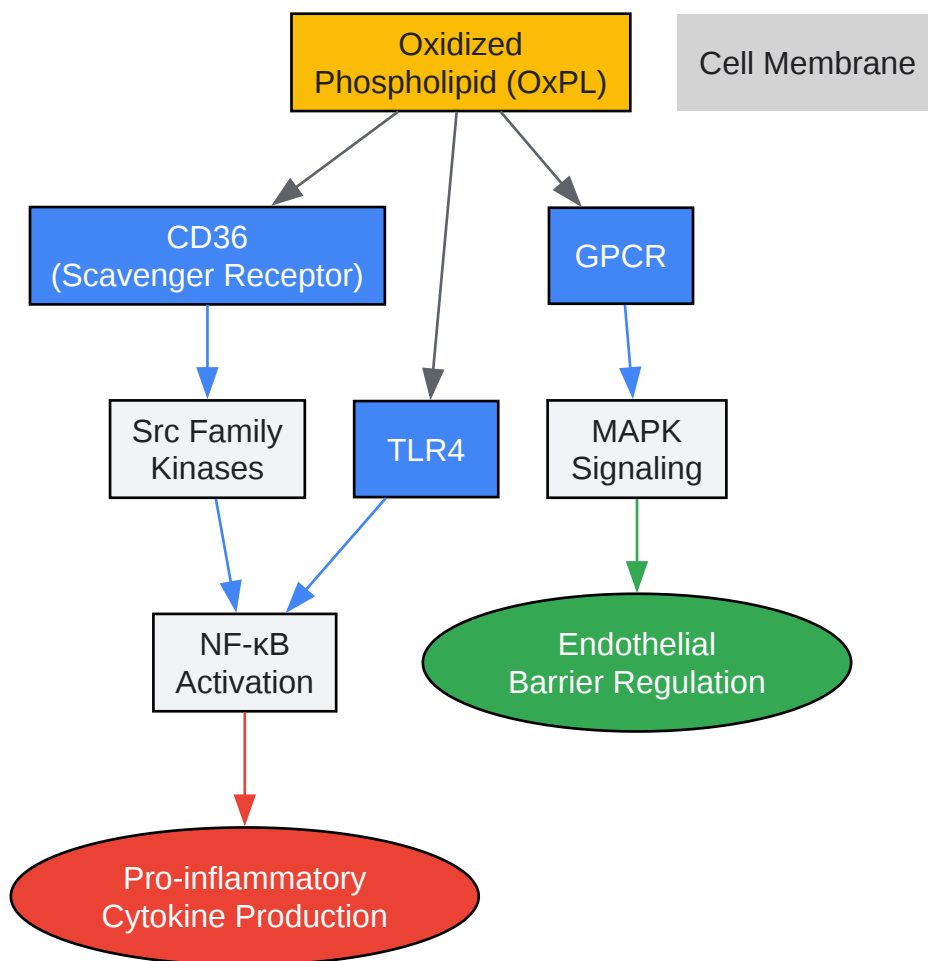 Oxidized
Phospholipid (OxPL)
Cell Membrane
CD36
(Scavenger Receptor)
GPCR
Src Family
Kinases
TLR4
MAPK
Signaling
NF-κB
Activation
Endothelial
Barrier Regulation
Pro-inflammatory
Cytokine Production